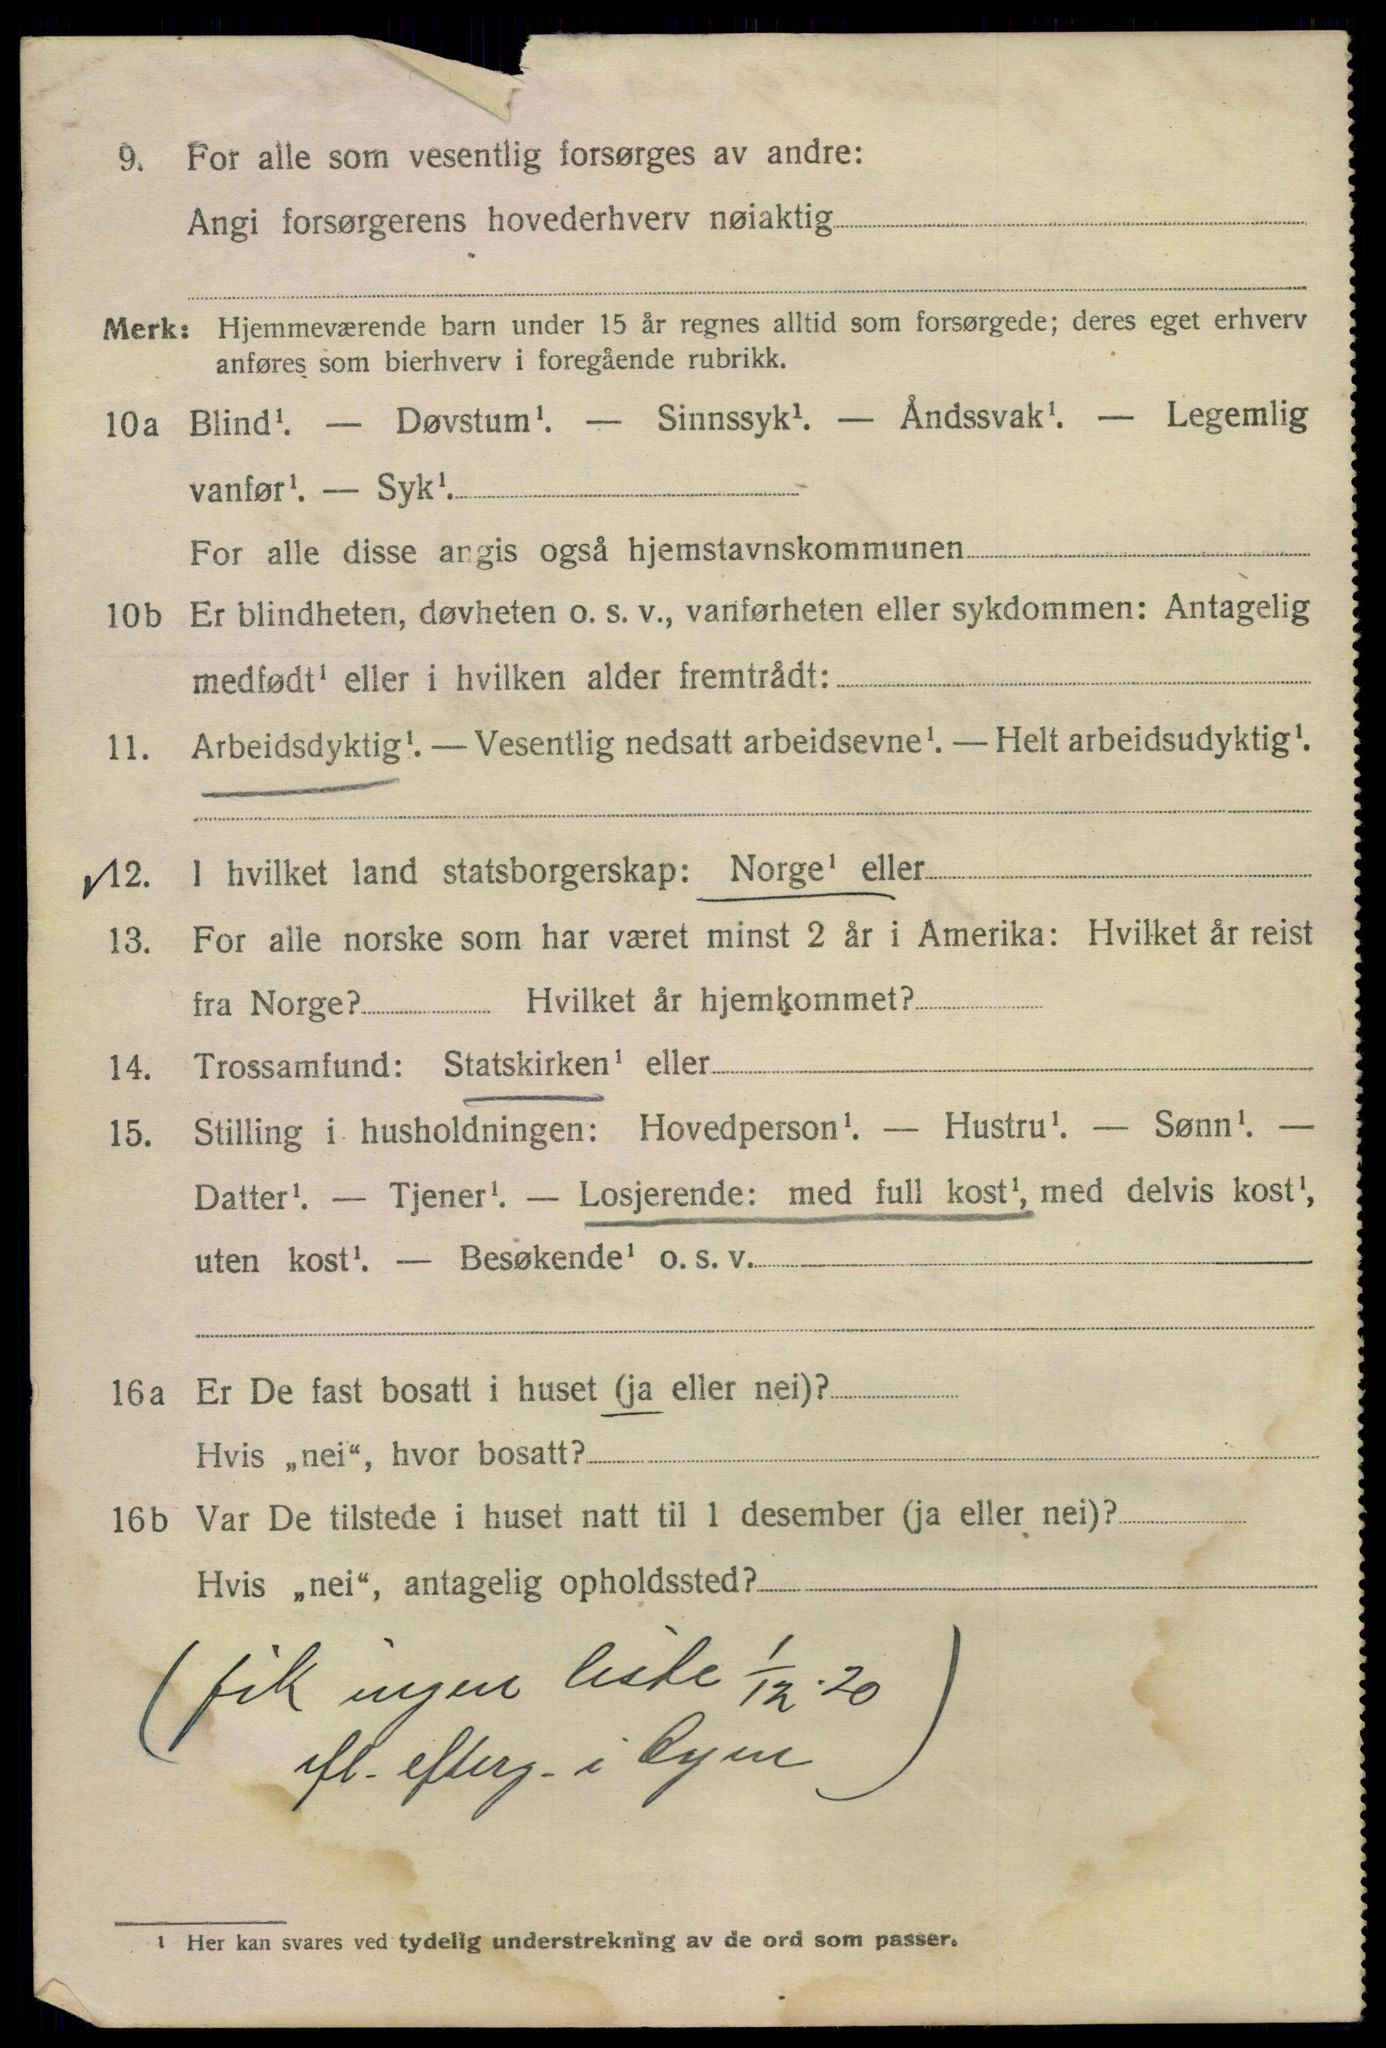 9. For alle som vesentlig forsørges av andre:
Angi forsørgerens hovederhverv nøiaktig
Merk: Hjemmeværende barn under 15 år regnes alltid som forsørgede; deres eget erhverv
anføres som bierhverv i foregående rubrikk.
10a Blind¹. — Døvstum¹. — Sinnssyk¹. — Åndssvak¹. — Legemlig
vanfør¹. — Syk¹.
For alle disse angis også hjemstavnskommunen
10b Er blindheten, døvheten o. s. v., vanførheten eller sykdommen: Antagelig
medfødt¹ eller i hvilken alder fremtrådt:
11. Arbeidsdyktig¹. — Vesentlig nedsatt arbeidsevne¹. — Helt arbeidsudyktig¹.
12. I hvilket land statsborgerskap: Norge¹ eller
13. For alle norske som har været minst 2 år i Amerika: Hvilket år reist
fra Norge? Hvilket år hjemkommet?
14. Trossamfund: Statskirken¹ eller
15. Stilling i husholdningen: Hovedperson¹. — Hustru¹. — Sønn¹. —
Datter¹. — Tjener¹. — Losjerende: med full kost¹, med delvis kost¹,
uten kost¹. — Besøkende¹ o. s. v.
16a Er De fast bosatt i huset (ja eller nei)?
Hvis „nei“, hvor bosatt?
16b Var De tilstede i huset natt til 1 desember (ja eller nei)?
Hvis „nei“, antagelig opholdssted?
(fik ingen liste 1/12.20
efterg. i byen)
¹ Her kan svares ved tydelig understrekning av de ord som passer.